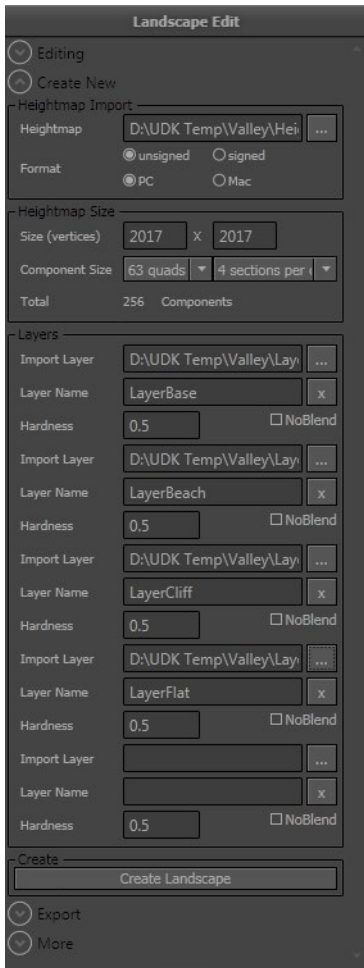 Landscape Edit
Editing
Create New
Heightmap Import
Heightmap D:\UDK Temp\Valley\Hei ...
Format unsigned signed
PC Mac
Heightmap Size
Size (vertices) 2017 X 2017
Component Size 63 quads 4 sections per
Total 256 Components
Layers
Import Layer D:\UDK Temp\Valley\Lay ...
Layer Name LayerBase x
Hardness 0.5 NoBlend
Import Layer D:\UDK Temp\Valley\Lay ...
Layer Name LayerBeach x
Hardness 0.5 NoBlend
Import Layer D:\UDK Temp\Valley\Lay ...
Layer Name LayerCliff x
Hardness 0.5 NoBlend
Import Layer D:\UDK Temp\Valley\Lay ...
Layer Name LayerFlat x
Hardness 0.5 NoBlend
Import Layer ...
Layer Name x
Hardness 0.5 NoBlend
Create
Create Landscape
Export
More